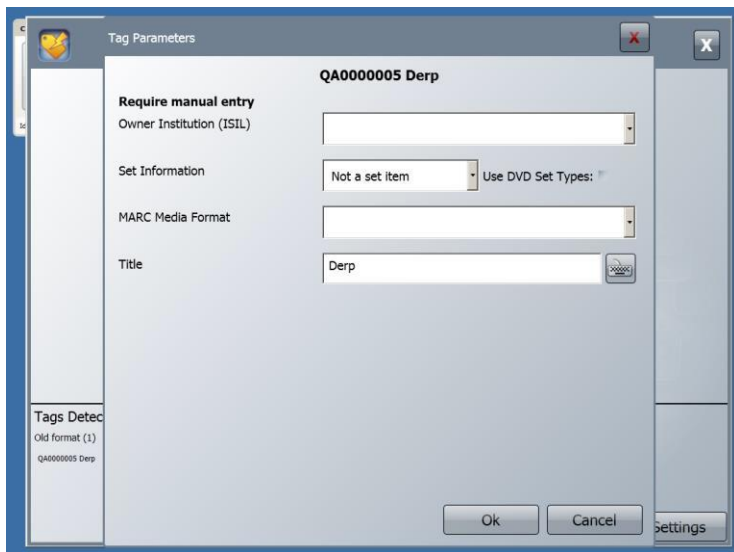 Tag Parameters
X
X
QA0000005 Derp
Require manual entry
Owner Institution (ISIL)
Set Information
Not a set item
Use DVD Set Types:
MARC Media Format
Title
Derp
Tags Detec
Old format (1)
QA0000005 Derp
Ok
Cancel
Settings